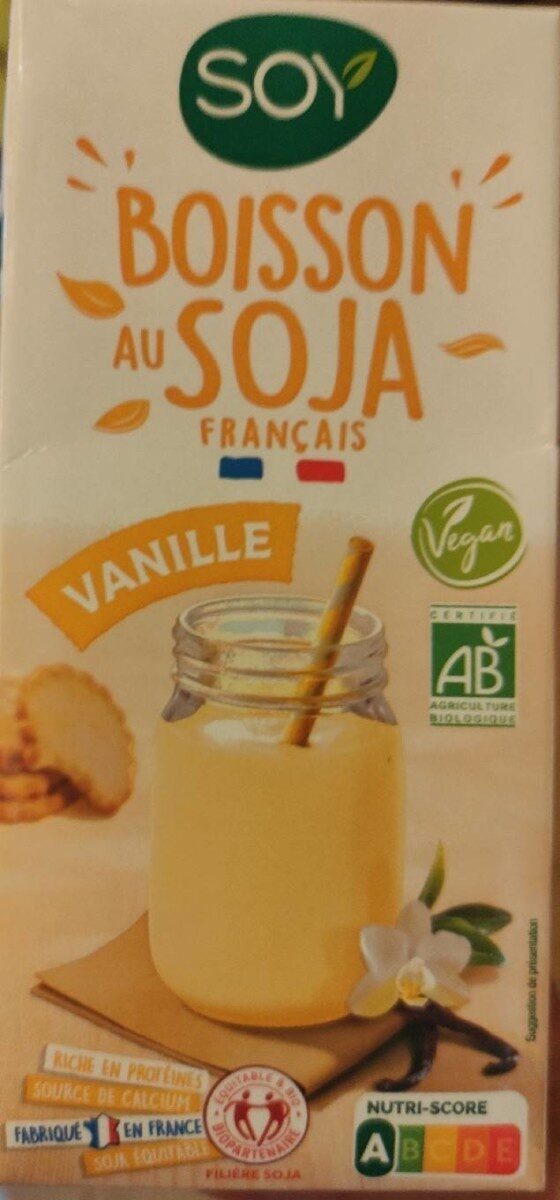 SOY
BOISSON
AU SOJA
FRANÇAIS
VANILLE
Vegan
CERTIFIÉ
AB
AGRICULTURE
BIOLOGIQUE
Suggestion de présentation
RICHE EN PROTÉINES
SOURCE DE CALCIUM
FABRIQUÉ EN FRANCE
SOJA ÉQUITABLE
ÉQUITABLE & BIO
BIOPARTENAIRE
FILIÈRE SOJA
NUTRI-SCORE
A B C D E